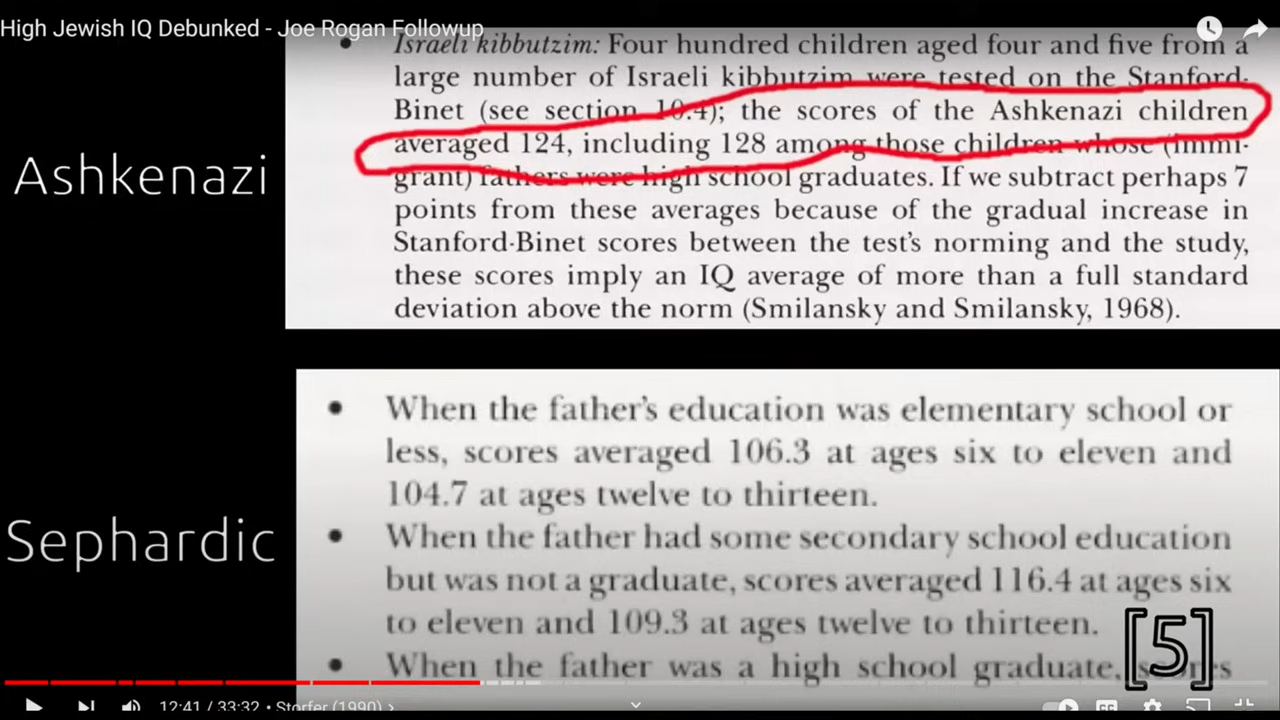 High Jewish IQ Debunked - Joe Rogan Followup
Ashkenazi
• Israeli kibbutzim: Four hundred children aged four and five from a
large number of Israeli kibbutzim were tested on the Stanford-
Binet (see section 10.4); the scores of the Ashkenazi children
averaged 124, including 128 among those children whose (immi-
grant) fathers were high school graduates. If we subtract perhaps 7
points from these averages because of the gradual increase in
Stanford-Binet scores between the test's norming and the study,
these scores imply an IQ average of more than a full standard
deviation above the norm (Smilansky and Smilansky, 1968).
Sephardic
• When the father's education was elementary school or
less, scores averaged 106.3 at ages six to eleven and
104.7 at ages twelve to thirteen.
• When the father had some secondary school education
but was not a graduate, scores averaged 116.4 at ages six
to eleven and 109.3 at ages twelve to thirteen.
• When the father was a high school graduate, scores
[5]
12:41 / 33:32 • Storfer (1990) >
CC